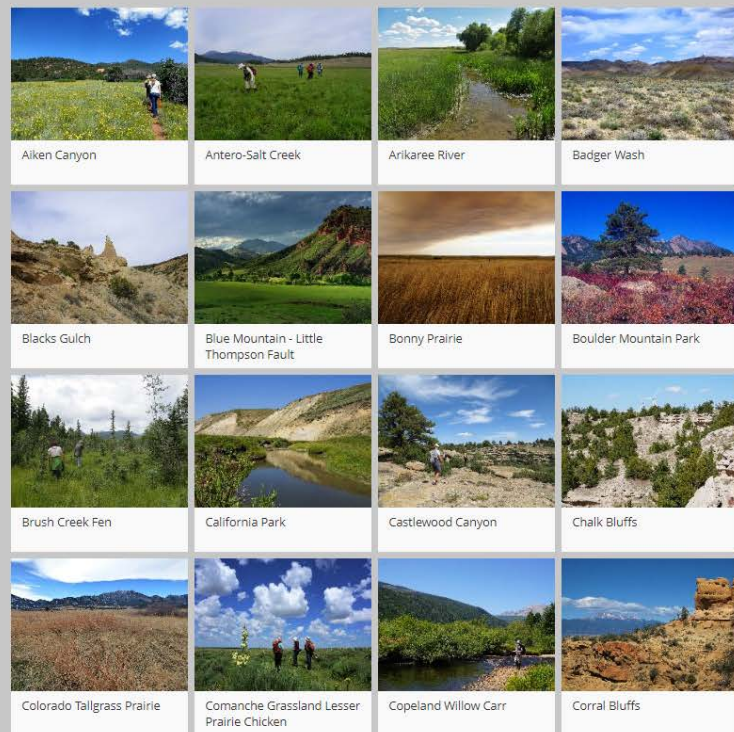 Aiken Canyon
Antero-Salt Creek
Arikaree River
Badger Wash
Blacks Gulch
Blue Mountain - Little
Thompson Fault
Bonny Prairie
Boulder Mountain Park
Brush Creek Fen
California Park
Castlewood Canyon
Chalk Bluffs
Colorado Tallgrass Prairie
Comanche Grassland Lesser
Prairie Chicken
Copeland Willow Carr
Corral Bluffs